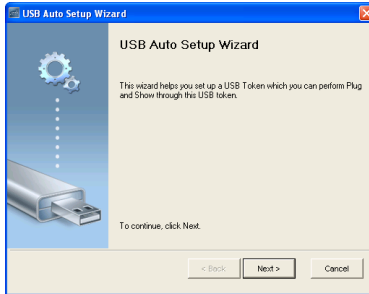 USB Auto Setup Wizard
USB Auto Setup Wizard
This wizard helps you set up a USB Token which you can perform Plug
and Show through this USB token.
To continue, click Next.
< Back
Next >
Cancel